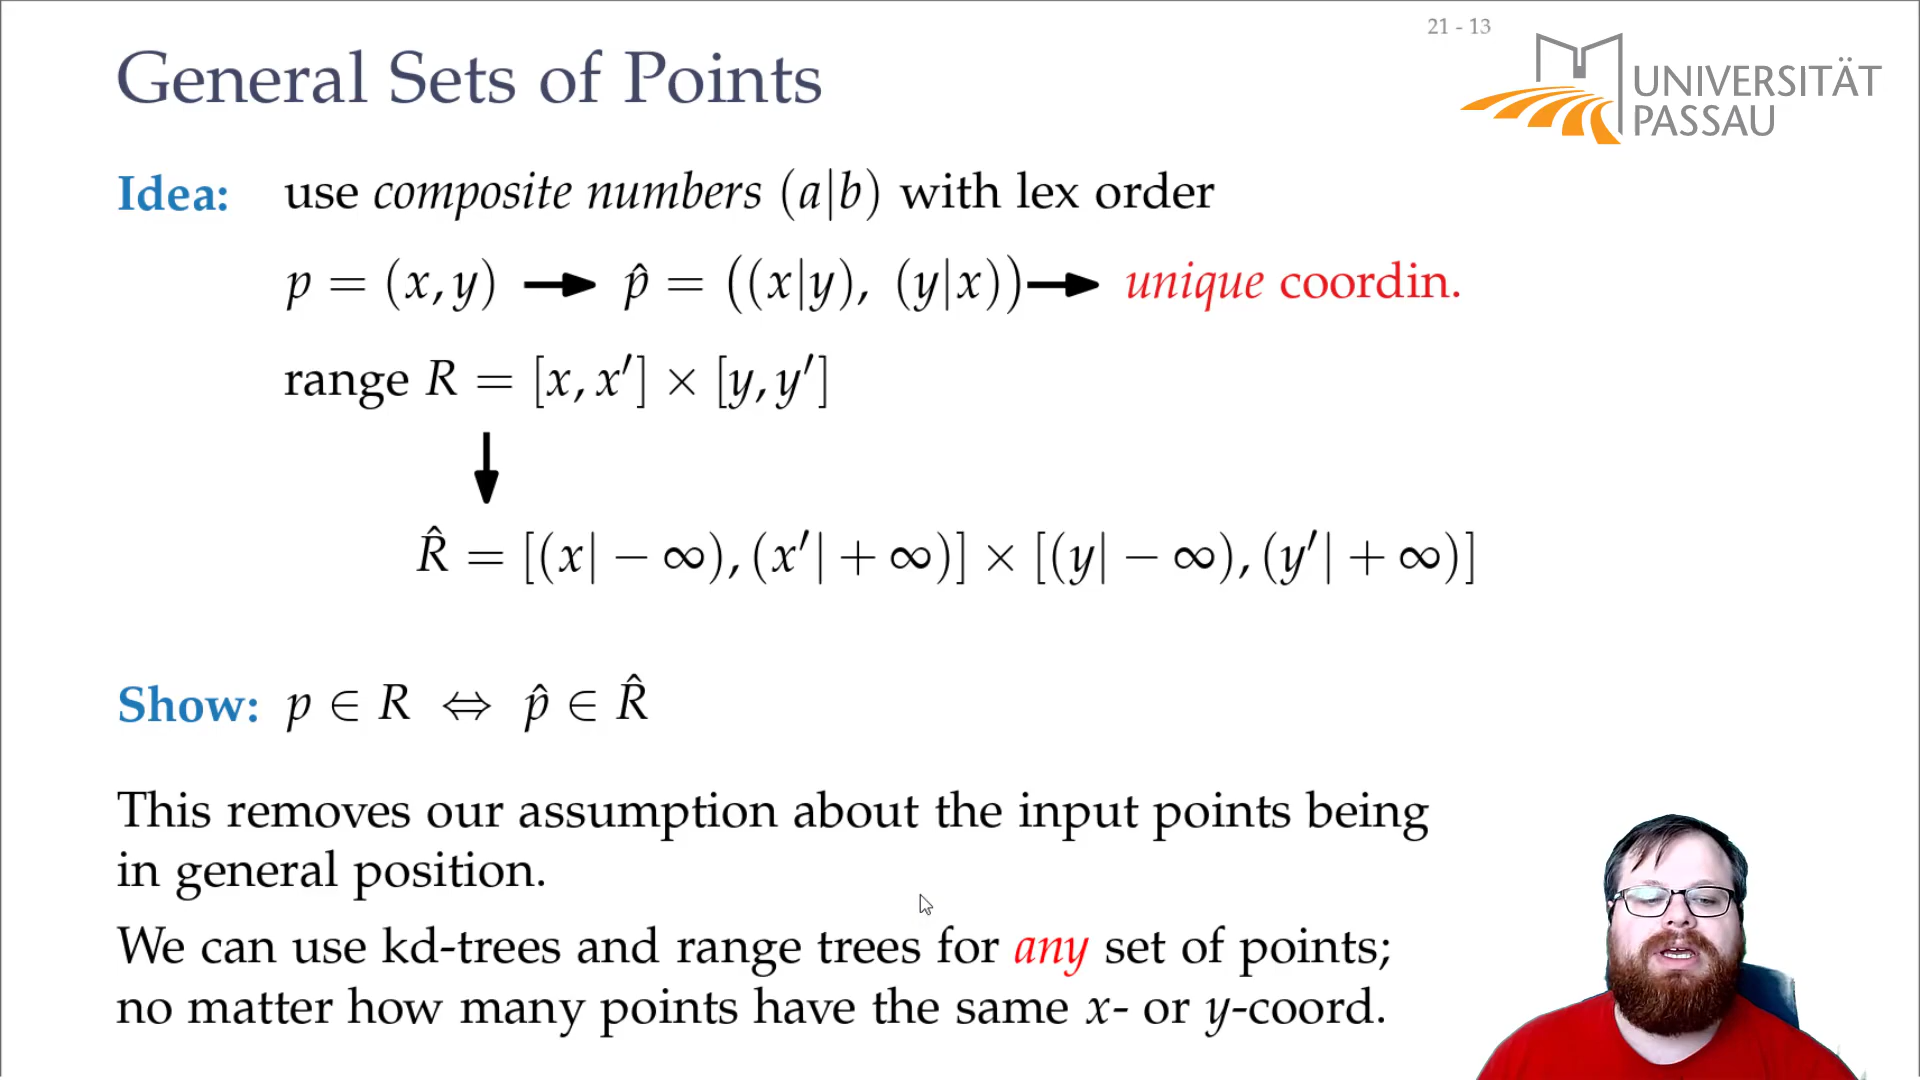 21 - 13
General Sets of Points
UNIVERSITÄT
PASSAU
Idea: use composite numbers (a|b) with lex order
p = (x, y) → p̂ = ((x|y), (y|x)) → unique coordin.
range R = [x, x′] × [y, y′]
↓
R̂ = [(x| − ∞), (x′| + ∞)] × [(y| − ∞), (y′| + ∞)]
Show: p ∈ R ⇔ p̂ ∈ R̂
This removes our assumption about the input points being
in general position.
We can use kd-trees and range trees for any set of points;
no matter how many points have the same x- or y-coord.